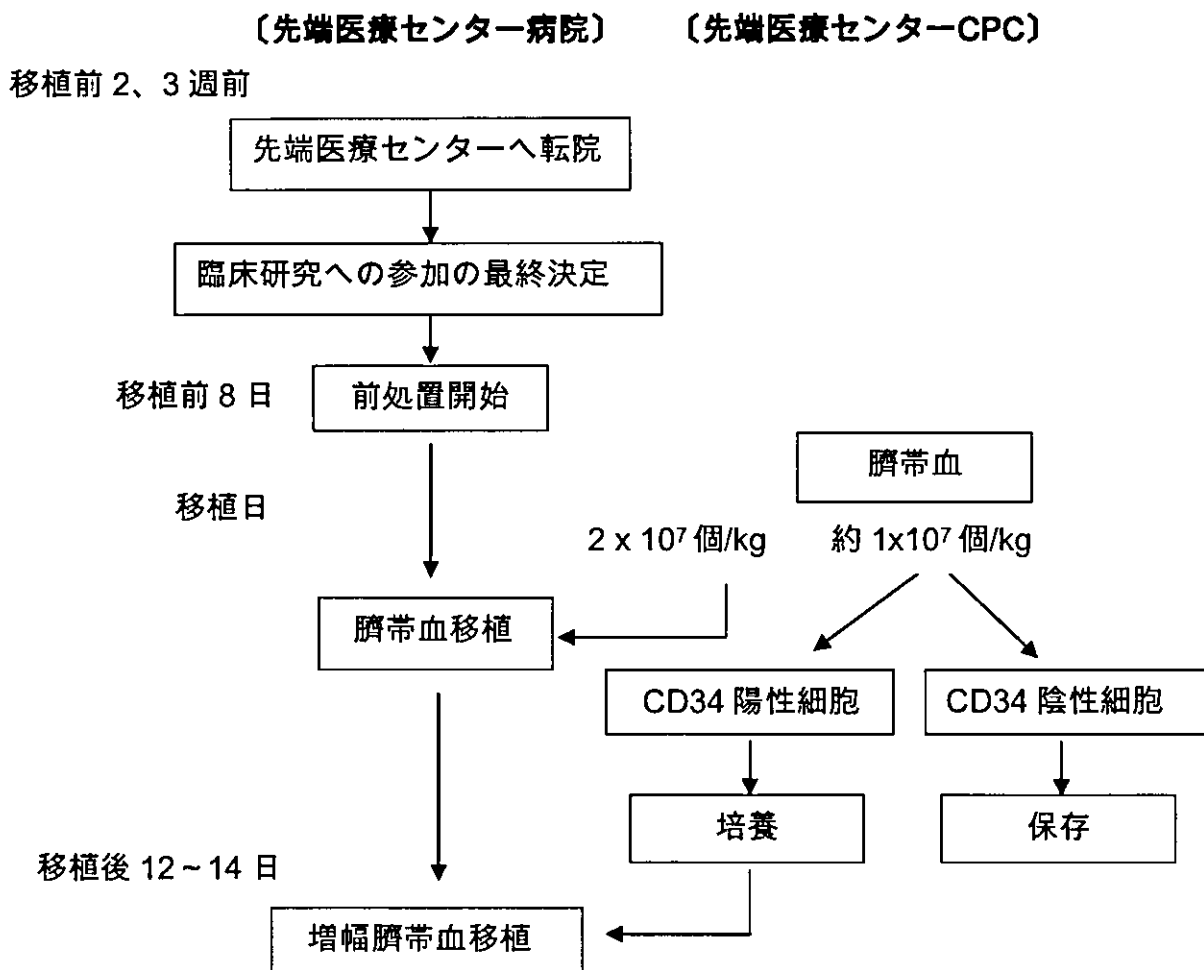 〔先端医療センター病院〕 〔先端医療センターCPC〕
移植前 2、3 週前
先端医療センターへ転院
臨床研究への参加の最終決定
移植前 8 日 前処置開始
臍帯血
移植日
2 x 10⁷ 個/kg 約 1x10⁷ 個/kg
臍帯血移植
CD34 陽性細胞 CD34 陰性細胞
培養 保存
移植後 12~14 日
増幅臍帯血移植